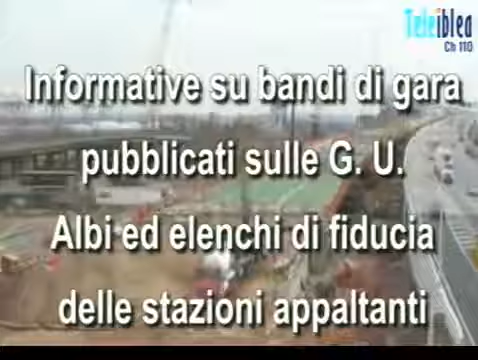 Teleiblea
Ch 110
Informative su bandi di gara
pubblicati sulle G. U.
Albi ed elenchi di fiducia
delle stazioni appaltanti